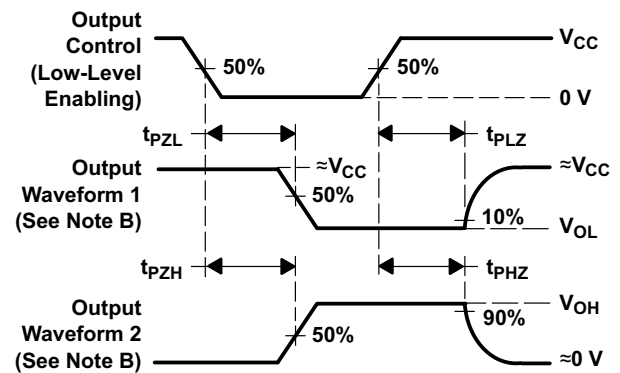 Output
Control
(Low-Level
Enabling)
50%
50%
VCC
0 V
tPZL
tPLZ
Output
Waveform 1
(See Note B)
≈VCC
50%
≈VCC
10%
VOL
tPZH
tPHZ
Output
Waveform 2
(See Note B)
50%
VOH
90%
≈0 V